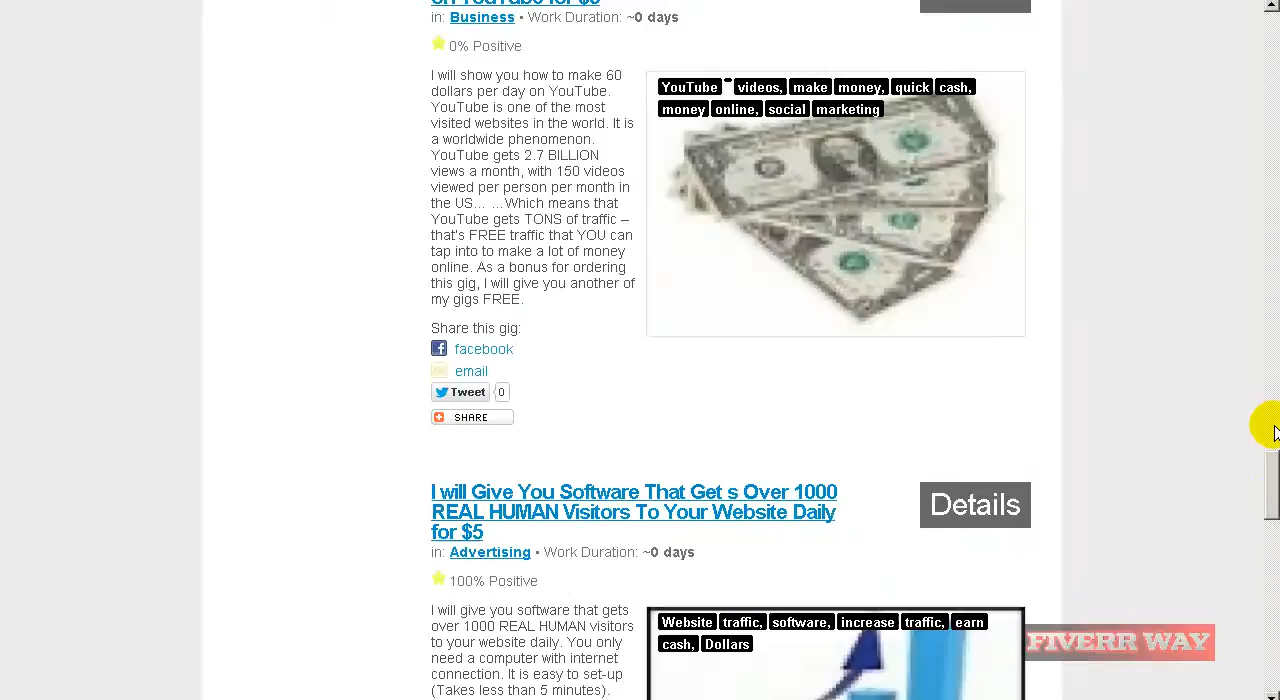 on YouTube for $5
in: Business • Work Duration: ~0 days
0% Positive
I will show you how to make 60
dollars per day on YouTube.
YouTube is one of the most
visited websites in the world. It is
a worldwide phenomenon.
YouTube gets 2.7 BILLION
views a month, with 150 videos
viewed per person per month in
the US... ...Which means that
YouTube gets TONS of traffic –
that's FREE traffic that YOU can
tap into to make a lot of money
online. As a bonus for ordering
this gig, I will give you another of
my gigs FREE.
YouTube - videos, make money, quick cash,
money online, social marketing
Share this gig:
facebook
email
Tweet 0
SHARE
I will Give You Software That Get s Over 1000
REAL HUMAN Visitors To Your Website Daily
for $5
Details
in: Advertising • Work Duration: ~0 days
100% Positive
I will give you software that gets
over 1000 REAL HUMAN visitors
to your website daily. You only
need a computer with internet
connection. It is easy to set-up
(Takes less than 5 minutes).
Website traffic, software, increase traffic, earn
cash, Dollars
FIVERR WAY